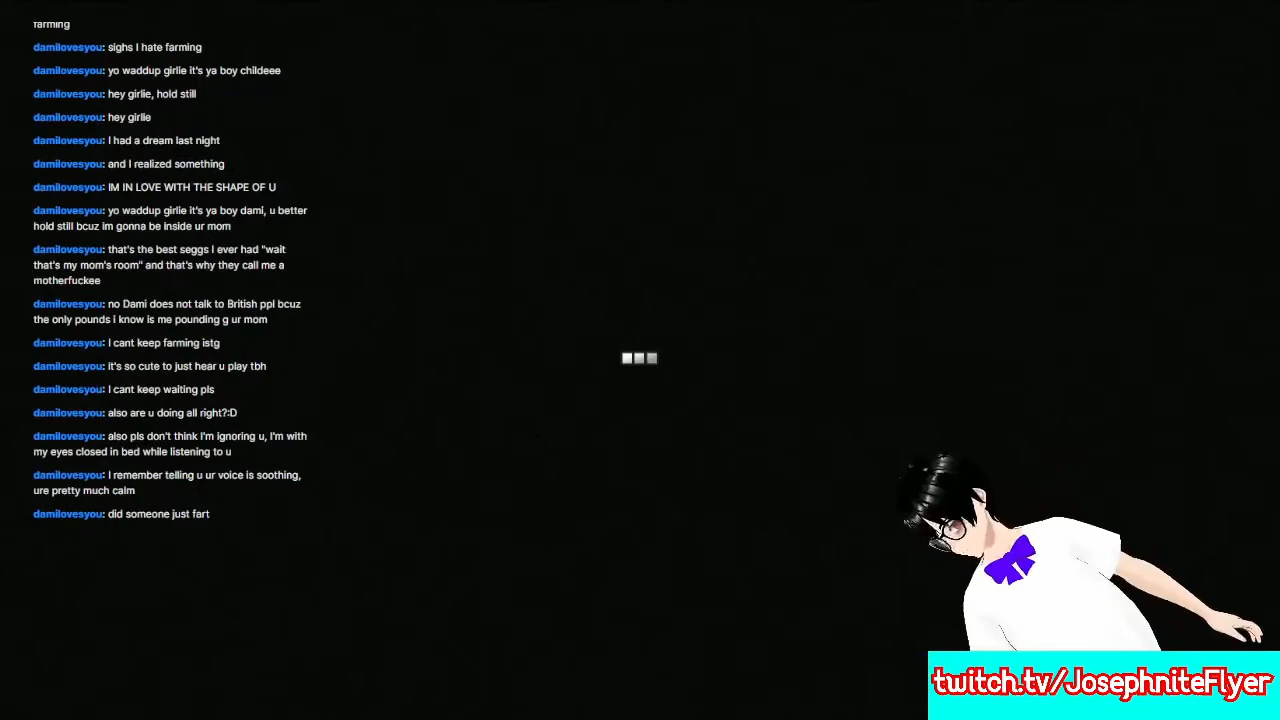 farming
damilovesyou: sighs I hate farming
damilovesyou: yo waddup girlie it's ya boy childeee
damilovesyou: hey girlie, hold still
damilovesyou: hey girlie
damilovesyou: I had a dream last night
damilovesyou: and I realized something
damilovesyou: IM IN LOVE WITH THE SHAPE OF U
damilovesyou: yo waddup girlie it's ya boy dami, u better
hold still bcuz im gonna be inside ur mom
damilovesyou: that's the best seggs I ever had "wait
that's my mom's room" and that's why they call me a
motherfuckee
damilovesyou: no Dami does not talk to British ppl bcuz
the only pounds i know is me pounding g ur mom
damilovesyou: I cant keep farming istg
damilovesyou: it's so cute to just hear u play tbh
damilovesyou: I cant keep waiting pls
damilovesyou: also are u doing all right?:D
damilovesyou: also pls don't think I'm ignoring u, I'm with
my eyes closed in bed while listening to u
damilovesyou: I remember telling u ur voice is soothing,
ure pretty much calm
damilovesyou: did someone just fart
twitch.tv/JosephniteFlyer